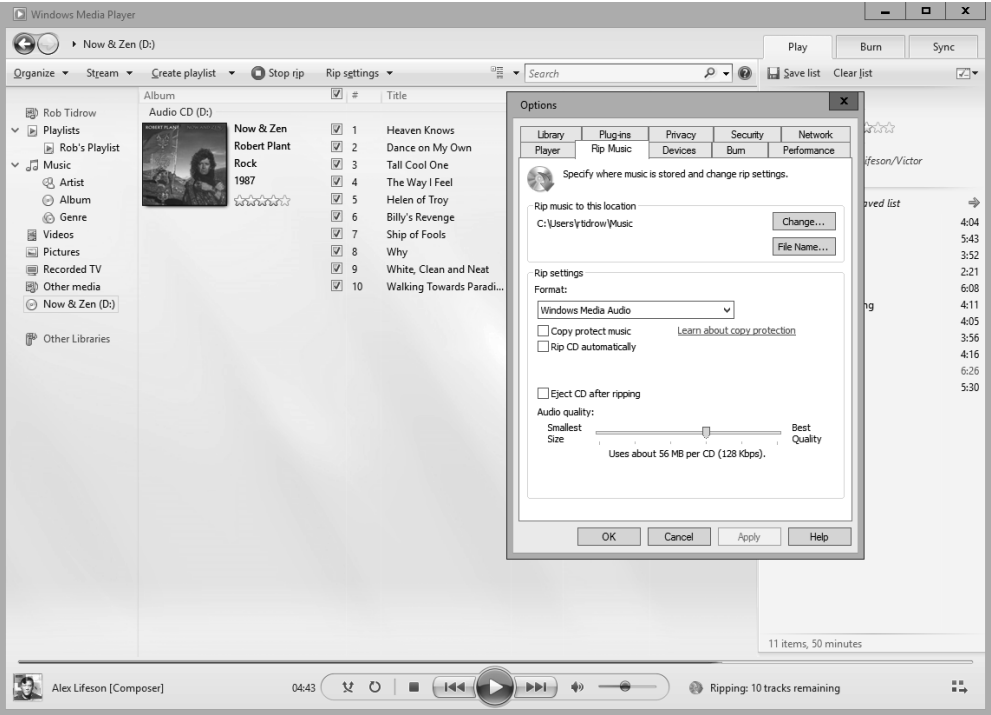 Windows Media Player
Now & Zen (D:)
Play Burn Sync
Organize Stream Create playlist Stop rip Rip settings Search Save list Clear list
Album # Title
Rob Tidrow
Playlists
Rob's Playlist
Music
Artist
Album
Genre
Videos
Pictures
Recorded TV
Other media
Now & Zen (D:)
Other Libraries
Audio CD (D:)
ROBERT PLANT
Now & Zen
Robert Plant
Rock
1987
1 Heaven Knows
2 Dance on My Own
3 Tall Cool One
4 The Way I Feel
5 Helen of Troy
6 Billy's Revenge
7 Ship of Fools
8 Why
9 White, Clean and Neat
10 Walking Towards Paradi...
Options
Library Plug-ins Privacy Security Network
Player Rip Music Devices Burn Performance
Specify where music is stored and change rip settings.
Rip music to this location
C:\Users\rtidrow\Music
Change...
File Name...
Rip settings
Format:
Windows Media Audio
Copy protect music Learn about copy protection
Rip CD automatically
Eject CD after ripping
Audio quality:
Smallest Size
Best Quality
Uses about 56 MB per CD (128 Kbps).
OK Cancel Apply Help
ifeson/Victor
aved list
4:04
5:43
3:52
2:21
6:08
ng 4:11
4:05
3:56
4:16
6:26
5:30
11 items, 50 minutes
Alex Lifeson [Composer] 04:43 Ripping: 10 tracks remaining